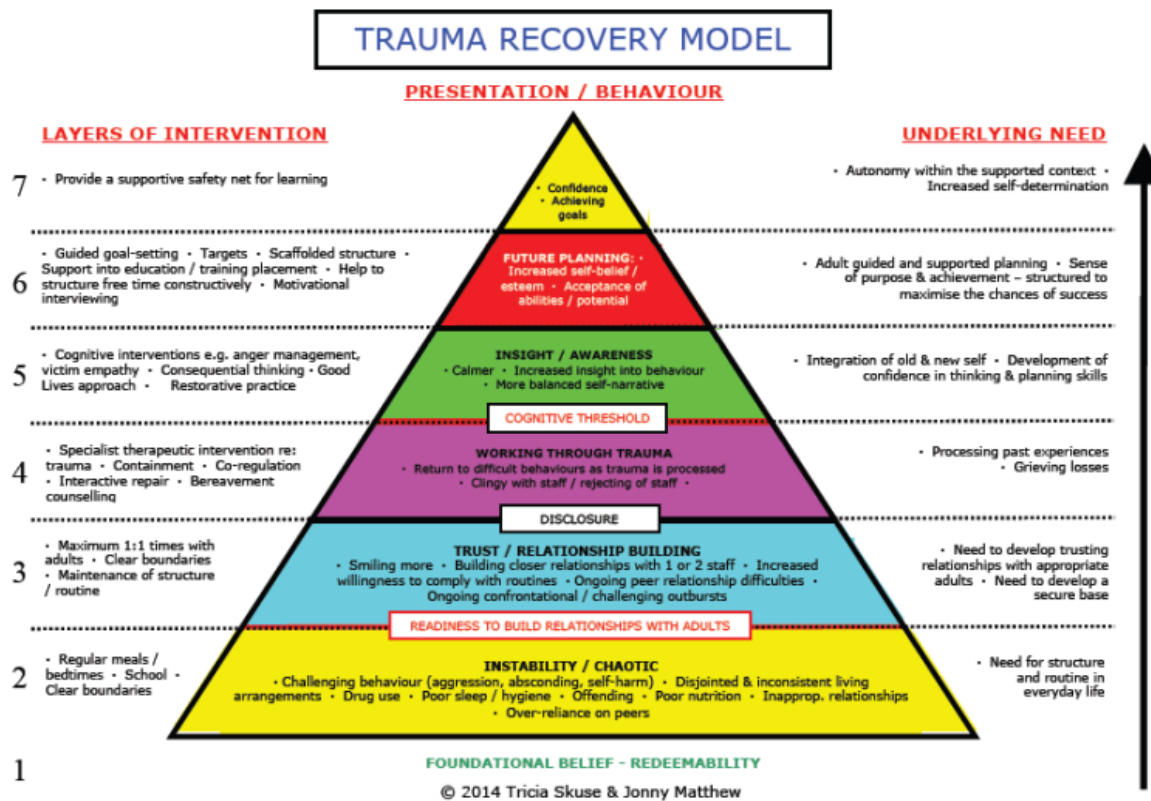 TRAUMA RECOVERY MODEL
PRESENTATION / BEHAVIOUR
LAYERS OF INTERVENTION
UNDERLYING NEED
7
• Provide a supportive safety net for learning
• Confidence
• Achieving
goals
• Autonomy within the supported context •
Increased self-determination
6
• Guided goal-setting • Targets • Scaffolded structure •
Support into education / training placement • Help to
structure free time constructively • Motivational
interviewing
FUTURE PLANNING: •
Increased self-belief /
esteem • Acceptance of
abilities / potential
• Adult guided and supported planning • Sense
of purpose & achievement – structured to
maximise the chances of success
5
• Cognitive interventions e.g. anger management,
victim empathy • Consequential thinking • Good
Lives approach • Restorative practice
INSIGHT / AWARENESS
• Calmer • Increased insight into behaviour
• More balanced self-narrative
• Integration of old & new self • Development of
confidence in thinking & planning skills
COGNITIVE THRESHOLD
4
• Specialist therapeutic intervention re:
trauma • Containment • Co-regulation
• Interactive repair • Bereavement
counselling
WORKING THROUGH TRAUMA
• Return to difficult behaviours as trauma is processed
• Clingy with staff / rejecting of staff •
• Processing past experiences
• Grieving losses
DISCLOSURE
3
• Maximum 1:1 times with
adults • Clear boundaries
• Maintenance of structure
/ routine
TRUST / RELATIONSHIP BUILDING
• Smiling more • Building closer relationships with 1 or 2 staff • Increased
willingness to comply with routines • Ongoing peer relationship difficulties •
Ongoing confrontational / challenging outbursts
• Need to develop trusting
relationships with appropriate
adults • Need to develop a
secure base
READINESS TO BUILD RELATIONSHIPS WITH ADULTS
2
• Regular meals /
bedtimes • School •
Clear boundaries
INSTABILITY / CHAOTIC
• Challenging behaviour (aggression, absconding, self-harm) • Disjointed & inconsistent living
arrangements • Drug use • Poor sleep / hygiene • Offending • Poor nutrition • Inapprop. relationships
• Over-reliance on peers
• Need for structure
and routine in
everyday life
1
FOUNDATIONAL BELIEF - REDEEMABILITY
© 2014 Tricia Skuse & Jonny Matthew